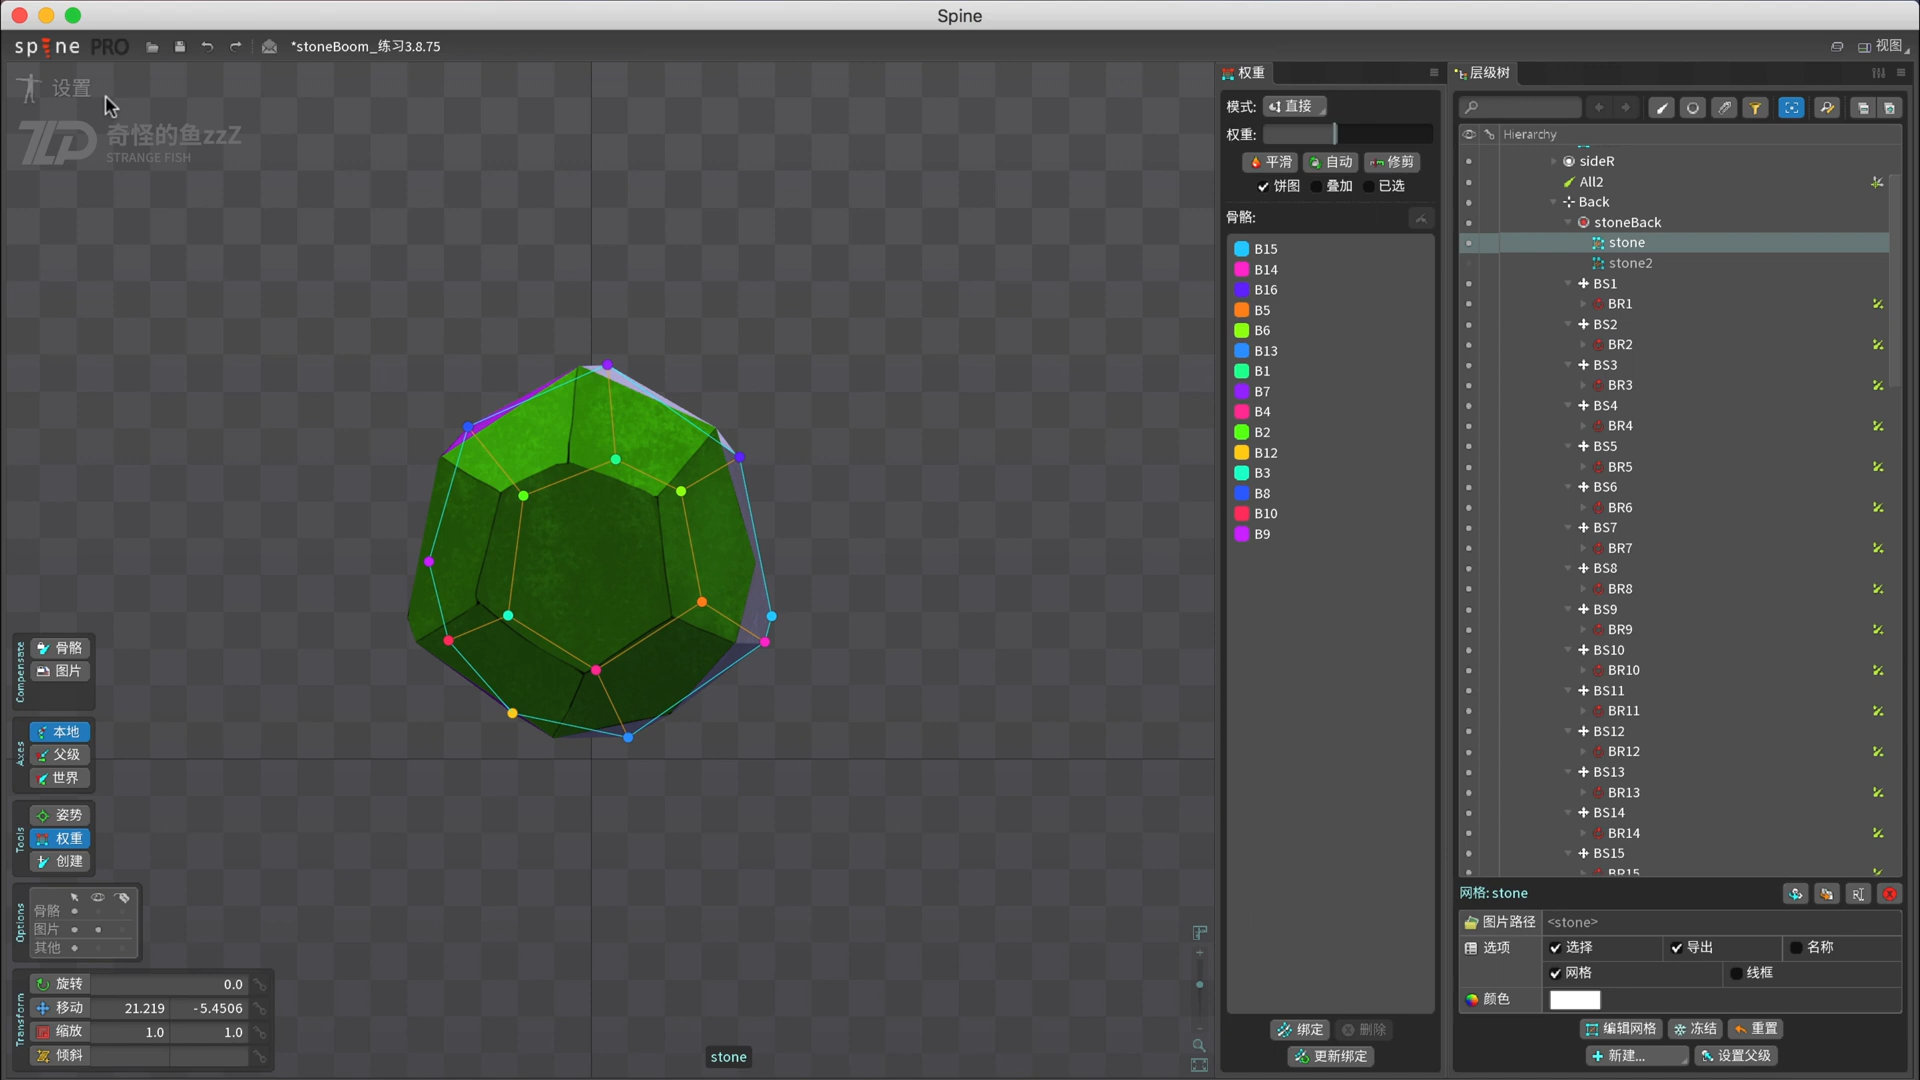 Spine
spine PRO
*stoneBoom_练习3.8.75
视图
设置
奇怪的鱼zzZ
STRANGE FISH
权重
模式:
直接
权重:
平滑
自动
修剪
饼图
叠加
已选
骨骼:
B15
B14
B16
B5
B6
B13
B1
B7
B4
B2
B12
B3
B8
B10
B9
绑定
删除
更新绑定
层级树
Hierarchy
sideR
All2
Back
stoneBack
stone
stone2
BS1
BR1
BS2
BR2
BS3
BR3
BS4
BR4
BS5
BR5
BS6
BR6
BS7
BR7
BS8
BR8
BS9
BR9
BS10
BR10
BS11
BR11
BS12
BR12
BS13
BR13
BS14
BR14
BS15
BR15
网格: stone
图片路径
<stone>
选项
选择
导出
名称
网格
线框
颜色
编辑网格
冻结
重置
新建...
设置父级
Compensate
骨骼
图片
Axes
本地
父级
世界
Tools
姿势
权重
创建
Options
骨骼
图片
其他
Transform
旋转 0.0
移动 21.219 -5.4506
缩放 1.0 1.0
倾斜
stone